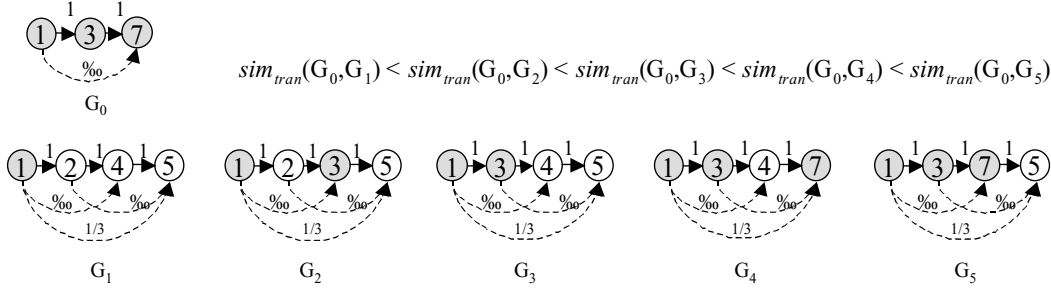 1 1
1 3 7
‰
G0
simtran(G0,G1) < simtran(G0,G2) < simtran(G0,G3) < simtran(G0,G4) < simtran(G0,G5)
1 1 1
1 2 4 5
‰ ‰
1/3
G1
1 1 1
1 2 3 5
‰ ‰
1/3
G2
1 1 1
1 3 4 5
‰ ‰
1/3
G3
1 1 1
1 3 4 7
‰ ‰
1/3
G4
1 1 1
1 3 7 5
‰ ‰
1/3
G5